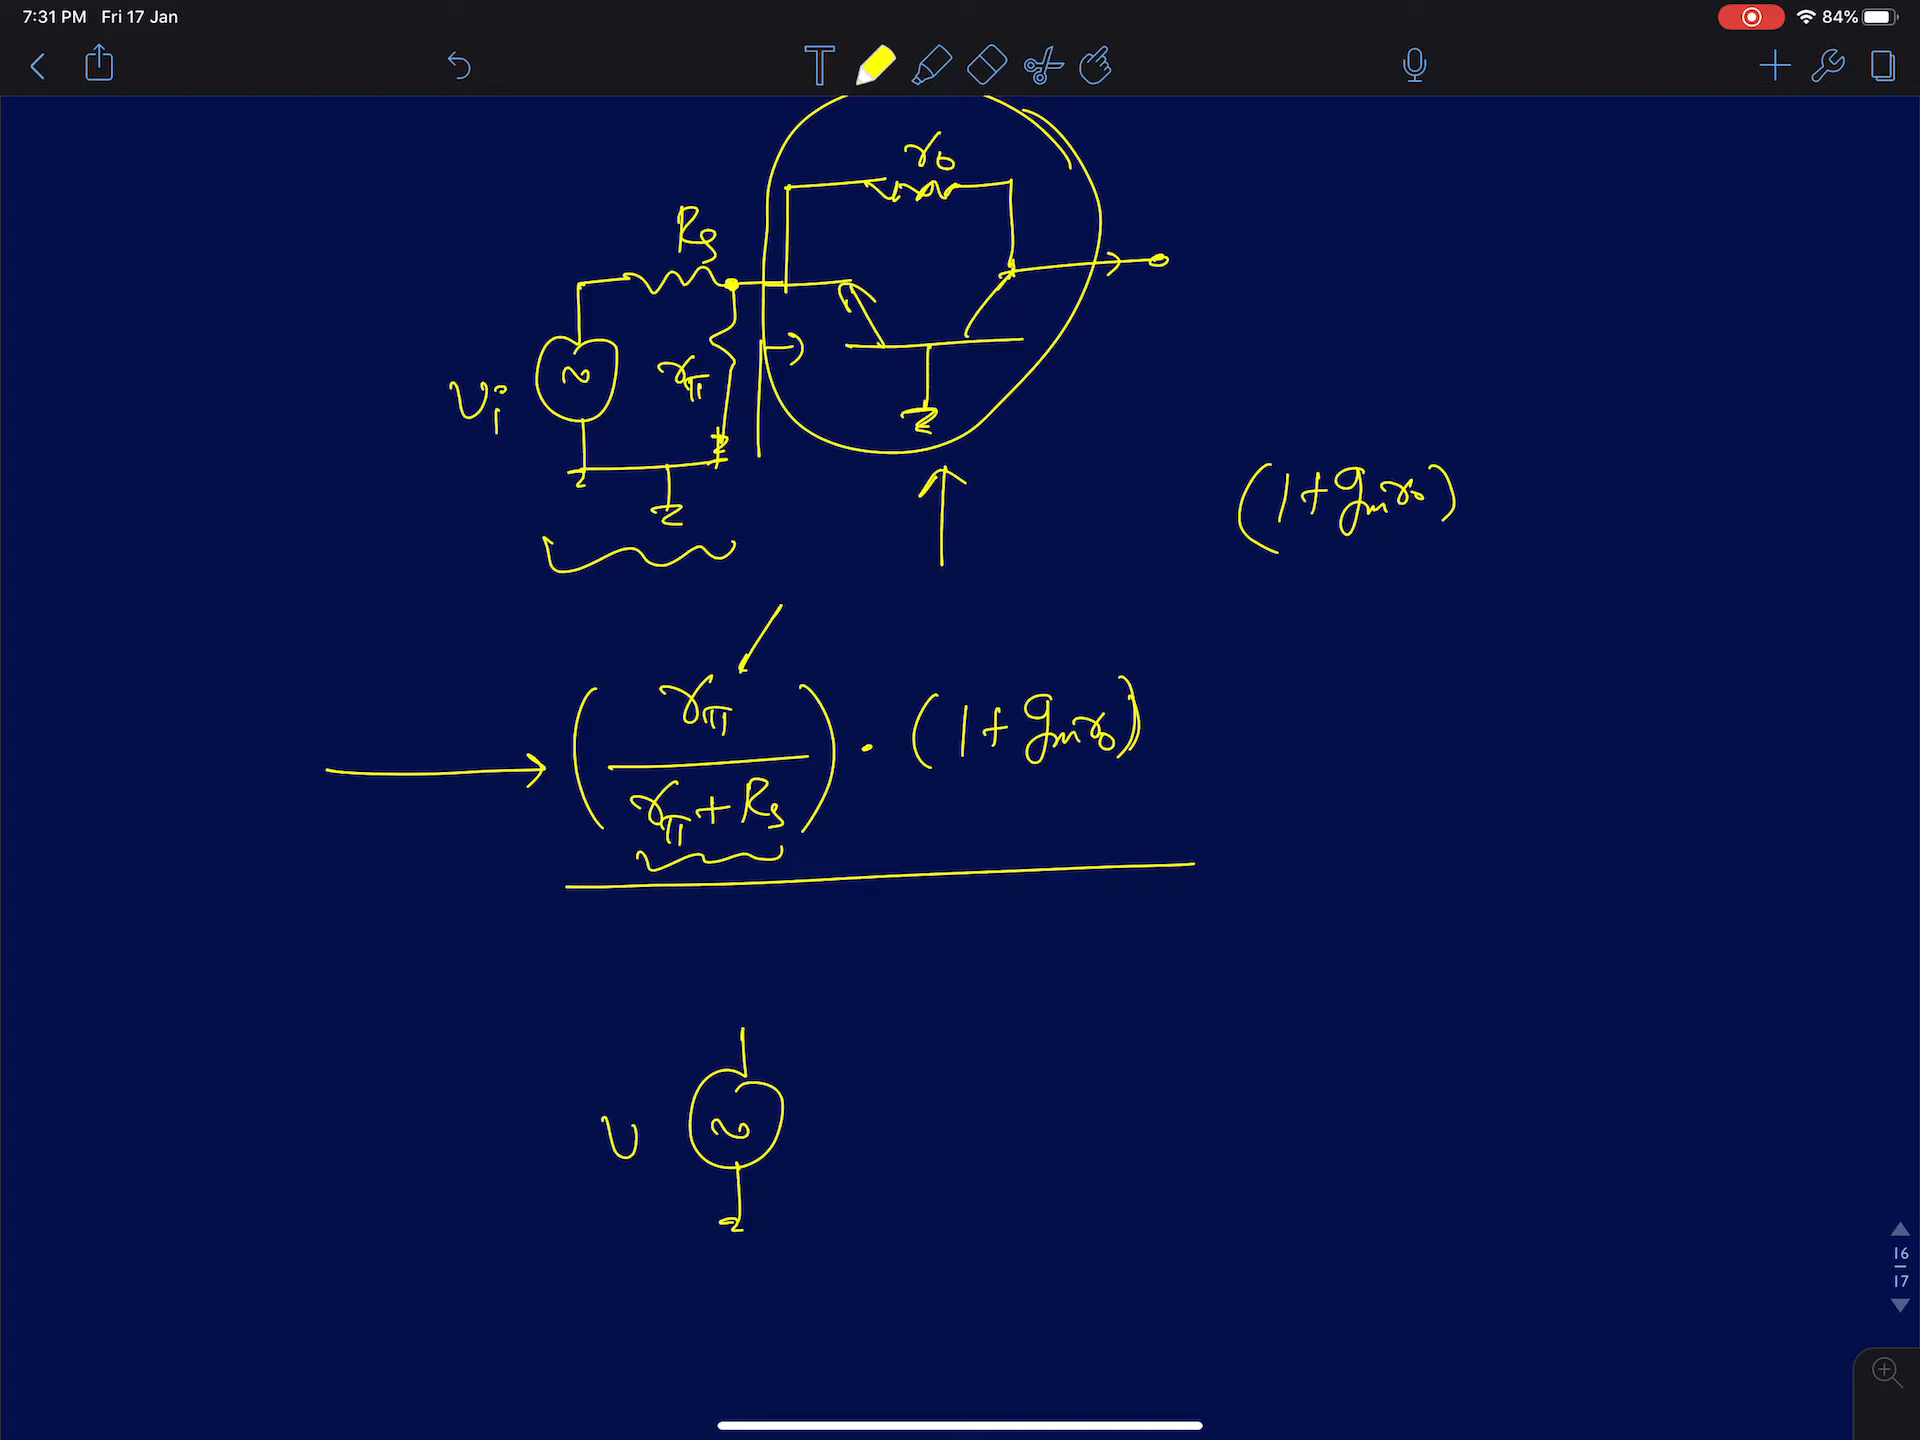 7:31 PM Fri 17 Jan
84%
T
r₀
Rs
rπ
vi
(1+gmr₀)
(rπ / (rπ + Rs)) · (1+ gmr₀)
v
16
17